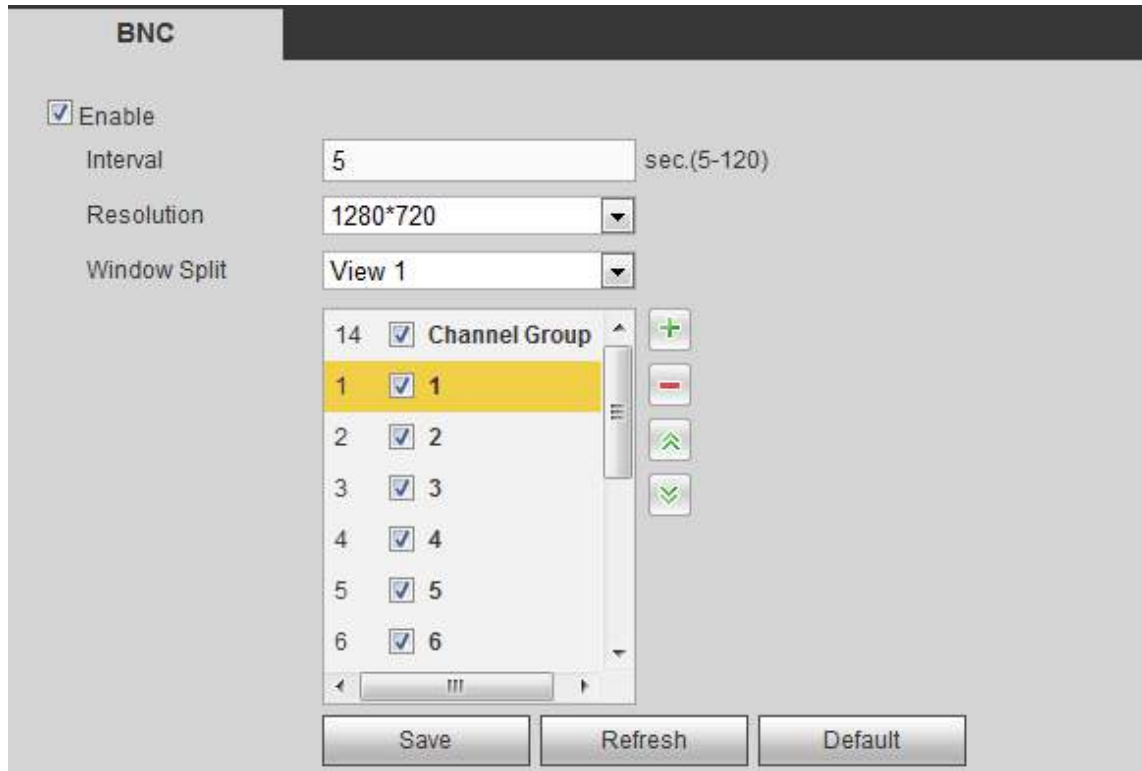 BNC
Enable
Interval 5 sec.(5-120)
Resolution 1280*720
Window Split View 1
14 Channel Group
1 1
2 2
3 3
4 4
5 5
6 6
Save Refresh Default